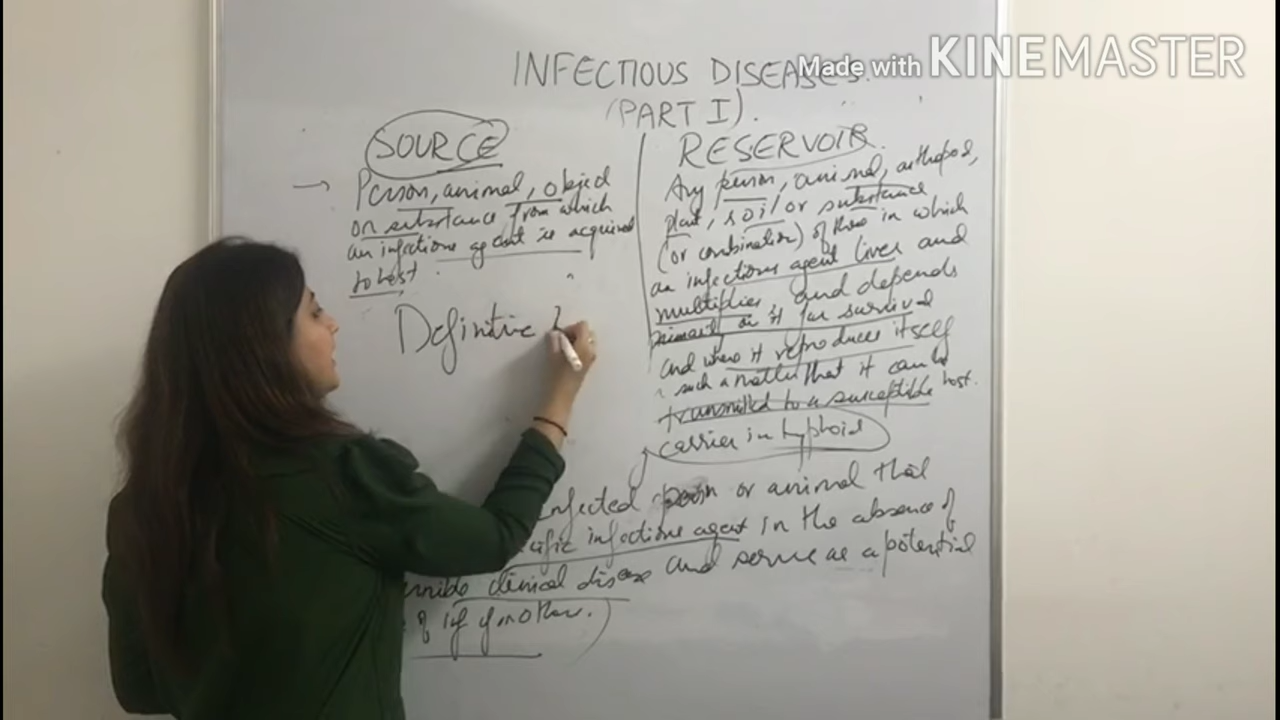 Made with KINEMASTER
INFECTIOUS DISEASES.
(PART I).
SOURCE
→ Person, animal, object
or substance from which
an infectious agent is acquired
to host.
Definitive
RESERVOIR.
Any person, animal, arthopod,
plant, soil or substance
(or combination) of these in which
an infectious agent lives and
multiplies, and depends
primarily on it for survival
and where it reproduces itself
such a that it can b
transmitted to a susceptible host.
carrier in typhoid
infected person or animal that
cific infectious agent in the absence of
clinical disease and serve as a potential
of